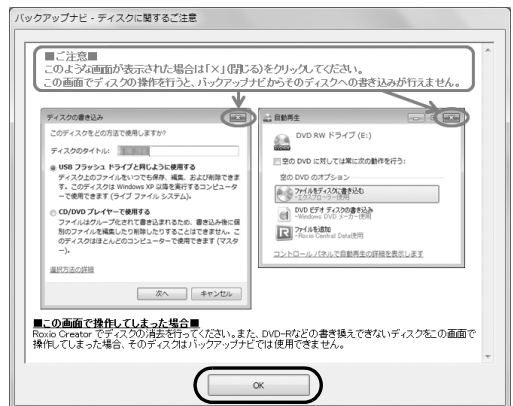 バックアップナビ - ディスクに関するご注意
■ご注意■
このような画面が表示された場合は「×」(閉じる)をクリックしてください。
この画面でディスクの操作を行うと、バックアップナビからそのディスクへの書き込みが行えません。
ディスクの書き込み
このディスクをどの方法で使用しますか?
ディスクのタイトル:
USB フラッシュ ドライブと同じように使用する
ディスク上のファイルをいつでも保存、編集、および削除できま
す。このディスクは Windows XP 以降を実行するコンピュータ
ーで使用できます (ライブ ファイル システム)。
CD/DVD プレイヤーで使用する
ファイルはグループ化されて書き込まれるため、書き込み後に個
別のファイルを編集したり削除したりすることはできません。こ
のディスクはほとんどのコンピューターで使用できます (マスタ
ー)。
選択方法の詳細
次へ
キャンセル
自動再生
DVD RW ドライブ (E:)
空の DVD に対しては常に次の動作を行う:
空の DVD のオプション
ファイルをディスクに書き込む
-エクスプローラー使用
DVD ビデオ ディスクの書き込み
-Windows DVD メーカー使用
ファイルを追加
-Roxio Central Data使用
コントロール パネルで自動再生の詳細を表示します
■この画面で操作してしまった場合■
Roxio Creator でディスクの消去を行ってください。また、DVD-Rなどの書き換えできないディスクをこの画面で
操作してしまった場合、そのディスクはバックアップナビでは使用できません。
OK